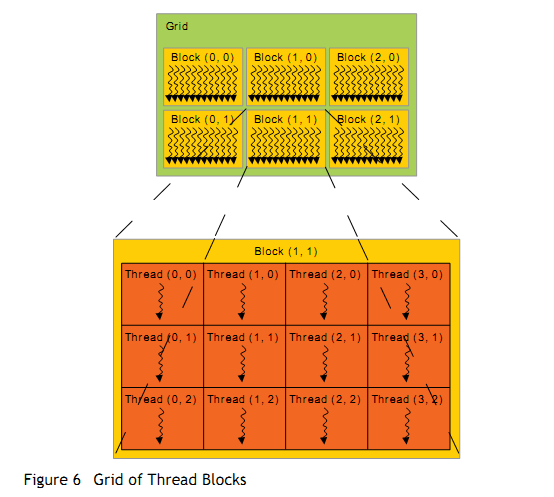 Grid
Block (0, 0) Block (1, 0) Block (2, 0)
Block (0, 1) Block (1, 1) Block (2, 1)
Block (1, 1)
Thread (0, 0) Thread (1, 0) Thread (2, 0) Thread (3, 0)
Thread (0, 1) Thread (1, 1) Thread (2, 1) Thread (3, 1)
Thread (0, 2) Thread (1, 2) Thread (2, 2) Thread (3, 2)
Figure 6 Grid of Thread Blocks